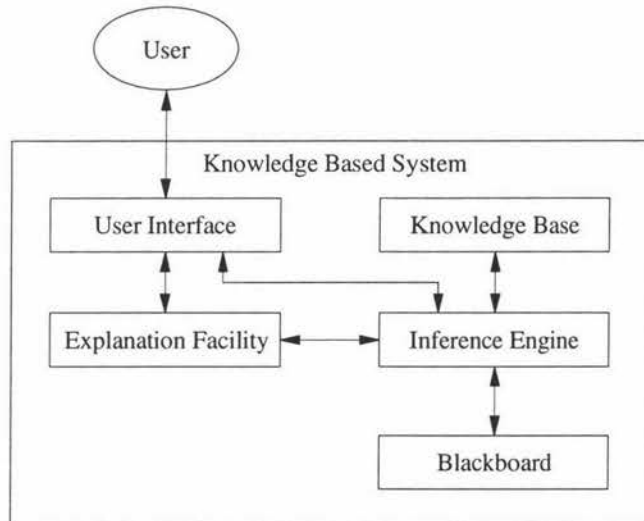 User
Knowledge Based System
User Interface
Knowledge Base
Explanation Facility
Inference Engine
Blackboard